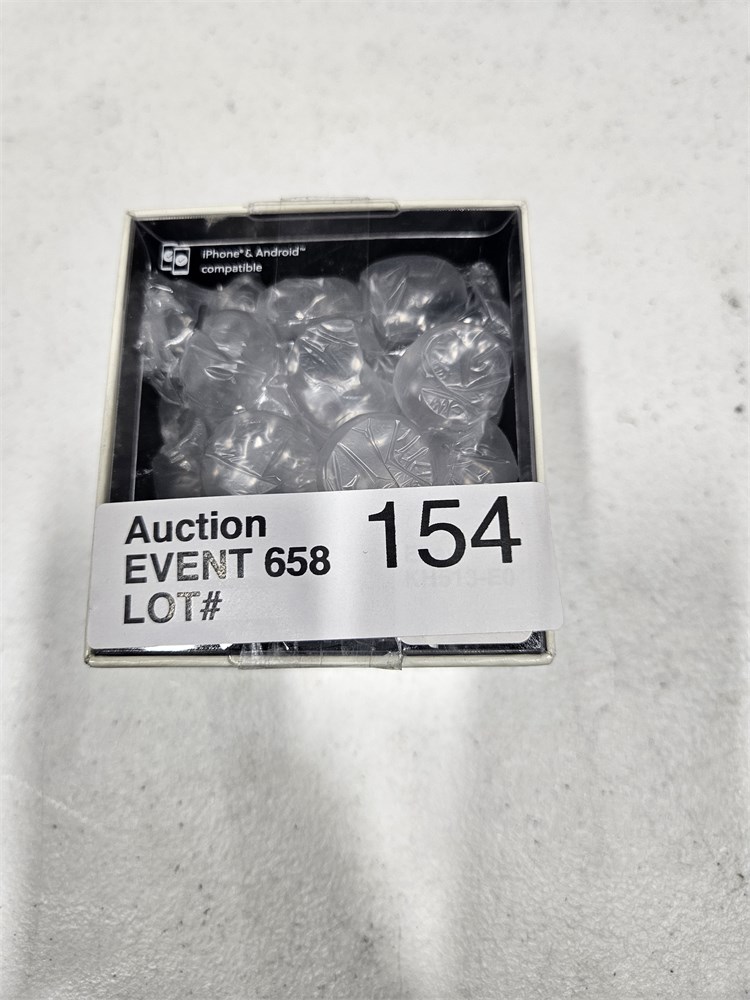 iPhone® & Android™
compatible
Auction
EVENT 658
LOT#
154